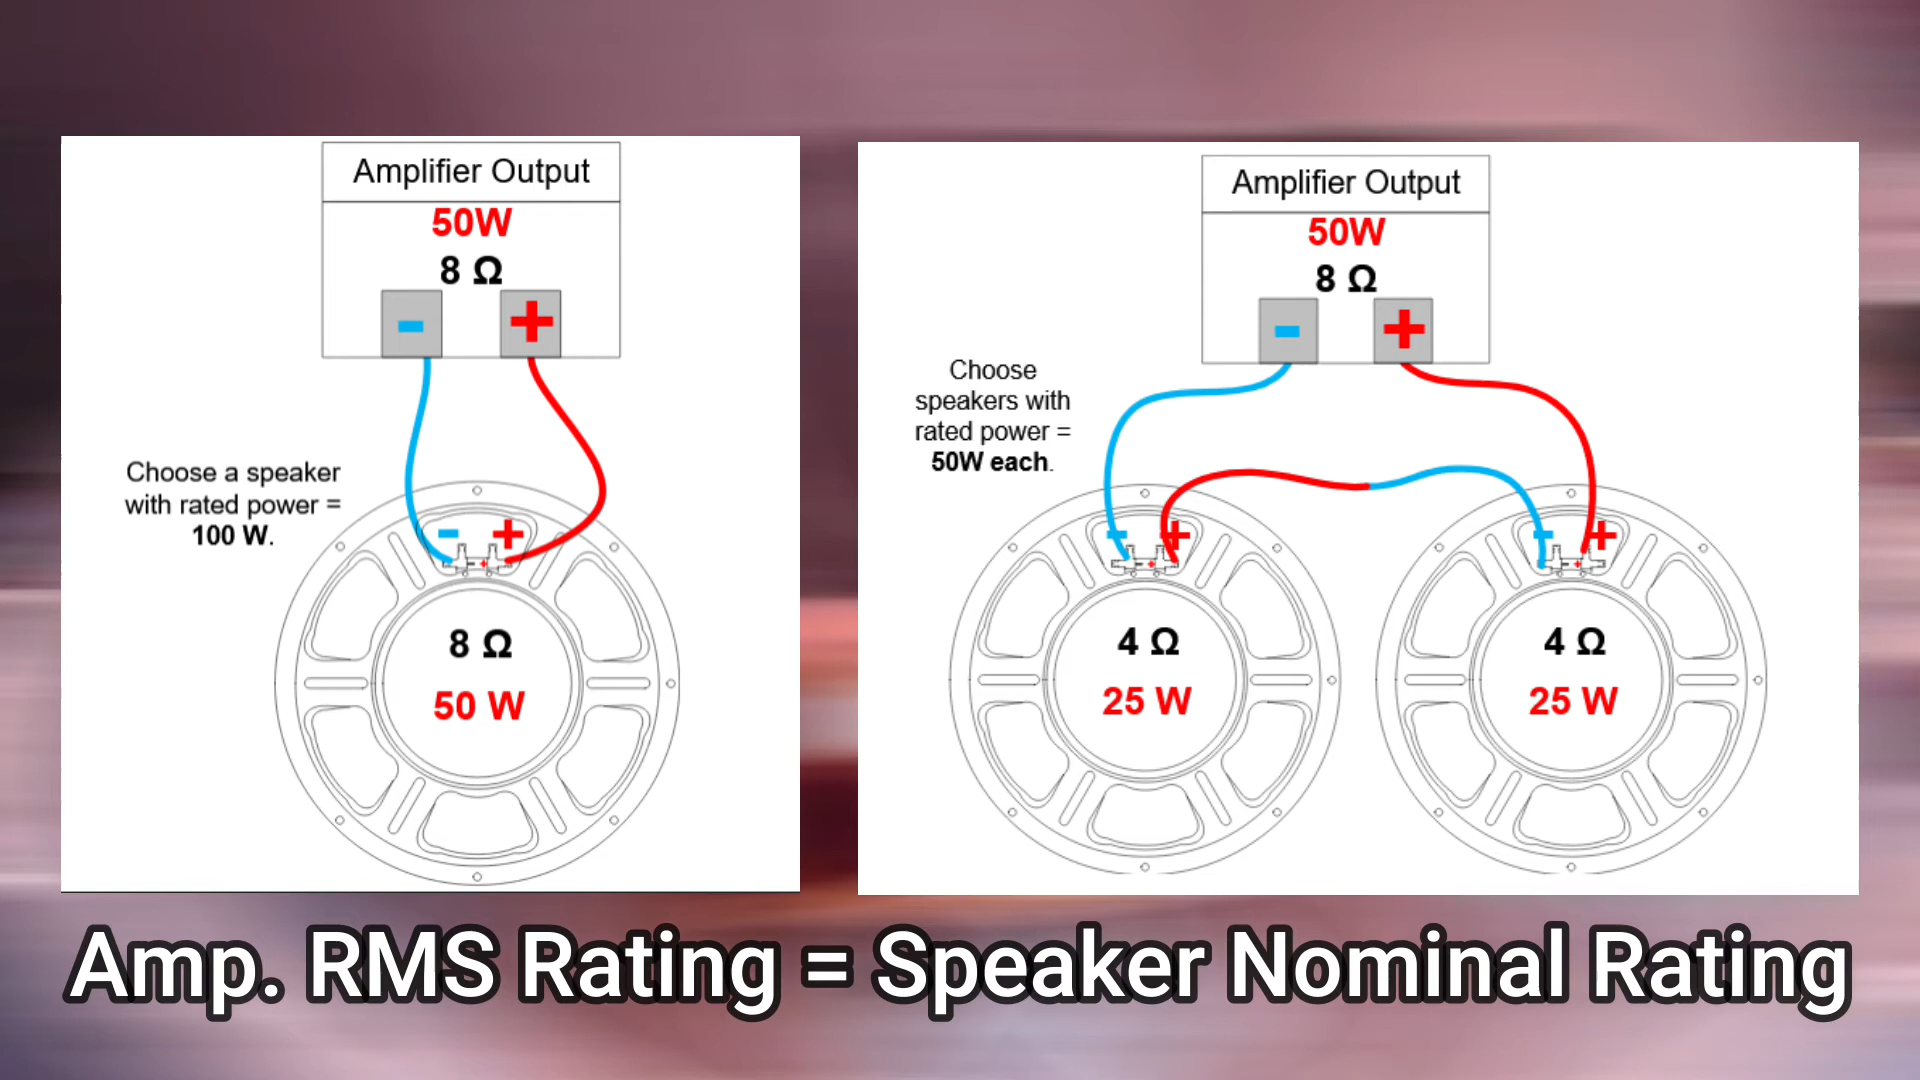 Amplifier Output
50W
8 Ω
- +
Choose a speaker
with rated power =
100 W.
- +
- +
8 Ω
50 W
Amplifier Output
50W
8 Ω
- +
Choose
speakers with
rated power =
50W each.
- +
- +
4 Ω
25 W
- +
- +
4 Ω
25 W
Amp. RMS Rating = Speaker Nominal Rating